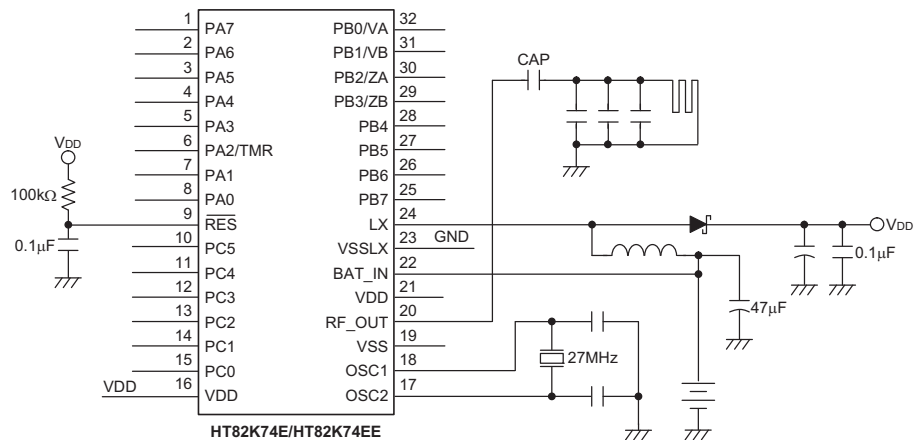 1 PA7 PB0/VA 32
2 PA6 PB1/VB 31
3 PA5 PB2/ZA 30
4 PA4 PB3/ZB 29
5 PA3 PB4 28
6 PA2/TMR PB5 27
7 PA1 PB6 26
8 PA0 PB7 25
9 RES LX 24
10 PC5 VSSLX 23 GND
11 PC4 BAT_IN 22
12 PC3 VDD 21
13 PC2 RF_OUT 20
14 PC1 VSS 19
15 PC0 OSC1 18
VDD 16 VDD OSC2 17
HT82K74E/HT82K74EE
VDD
100kΩ
0.1μF
CAP
VDD
0.1μF
47μF
27MHz